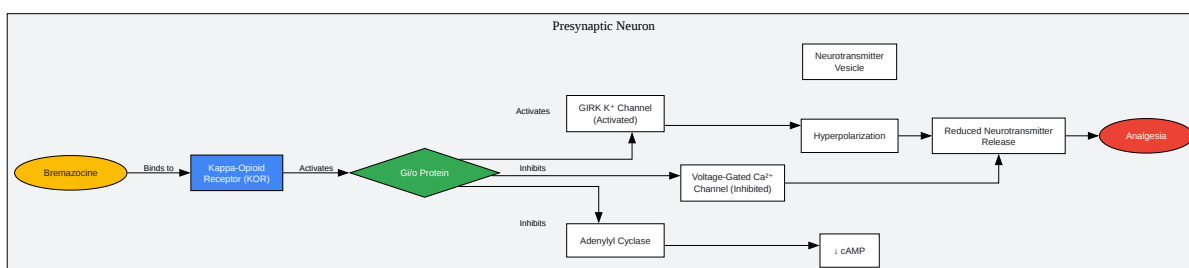 Presynaptic Neuron
Neurotransmitter
Vesicle
Activates
GIRK K⁺ Channel
(Activated)
Hyperpolarization
Reduced Neurotransmitter
Release
Analgesia
Bremazocine
Binds to
Kappa-Opioid
Receptor (KOR)
Activates
Gi/o Protein
Inhibits
Voltage-Gated Ca²⁺
Channel (Inhibited)
Inhibits
Adenylyl Cyclase
↓ cAMP